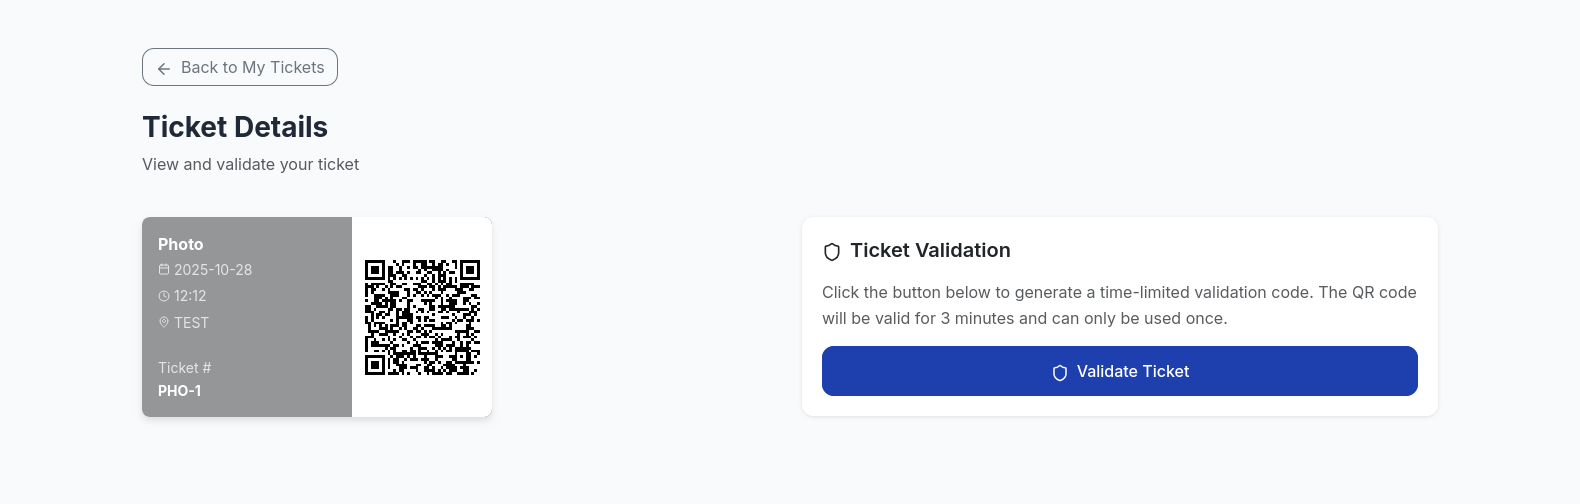 Back to My Tickets
Ticket Details
View and validate your ticket
Photo
2025-10-28
12:12
TEST
Ticket #
PHO-1
Ticket Validation
Click the button below to generate a time-limited validation code. The QR code
will be valid for 3 minutes and can only be used once.
Validate Ticket